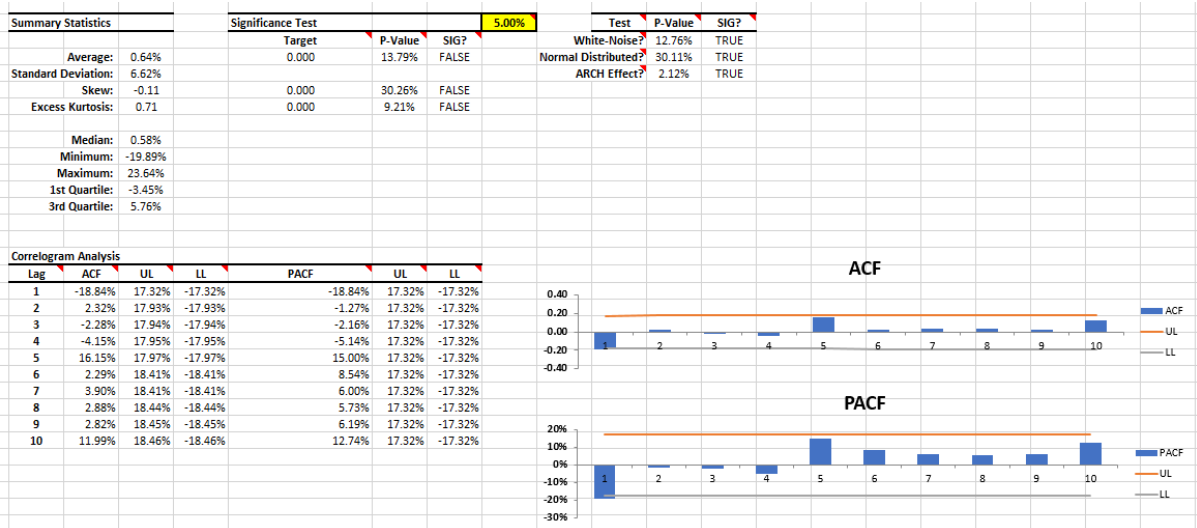 Summary Statistics Significance Test 5.00% Test P-Value SIG?
Target P-Value SIG? White-Noise? 12.76% TRUE
Average: 0.64% 0.000 13.79% FALSE Normal Distributed? 30.11% TRUE
Standard Deviation: 6.62% ARCH Effect? 2.12% TRUE
Skew: -0.11 0.000 30.26% FALSE
Excess Kurtosis: 0.71 0.000 9.21% FALSE
Median: 0.58%
Minimum: -19.89%
Maximum: 23.64%
1st Quartile: -3.45%
3rd Quartile: 5.76%
Correlogram Analysis
Lag ACF UL LL PACF UL LL
1 -18.84% 17.32% -17.32% -18.84% 17.32% -17.32%
2 2.32% 17.93% -17.93% -1.27% 17.32% -17.32%
3 -2.28% 17.94% -17.94% -2.16% 17.32% -17.32%
4 -4.15% 17.95% -17.95% -5.14% 17.32% -17.32%
5 16.15% 17.97% -17.97% 15.00% 17.32% -17.32%
6 2.29% 18.41% -18.41% 8.54% 17.32% -17.32%
7 3.90% 18.41% -18.41% 6.00% 17.32% -17.32%
8 2.88% 18.44% -18.44% 5.73% 17.32% -17.32%
9 2.82% 18.45% -18.45% 6.19% 17.32% -17.32%
10 11.99% 18.46% -18.46% 12.74% 17.32% -17.32%
ACF
0.40
0.20
0.00
-0.20
-0.40
1 2 3 4 5 6 7 8 9 10
ACF
UL
LL
PACF
20%
10%
0%
-10%
-20%
-30%
1 2 3 4 5 6 7 8 9 10
PACF
UL
LL